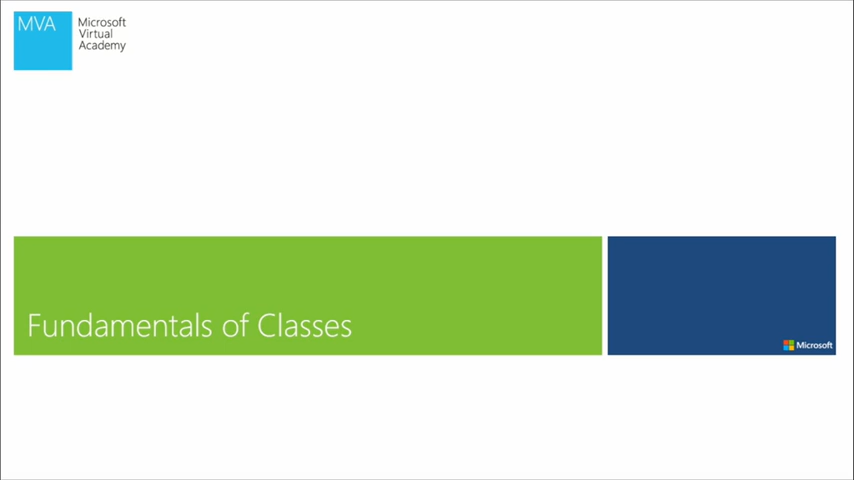 MVA
Microsoft
Virtual
Academy
Fundamentals of Classes
Microsoft